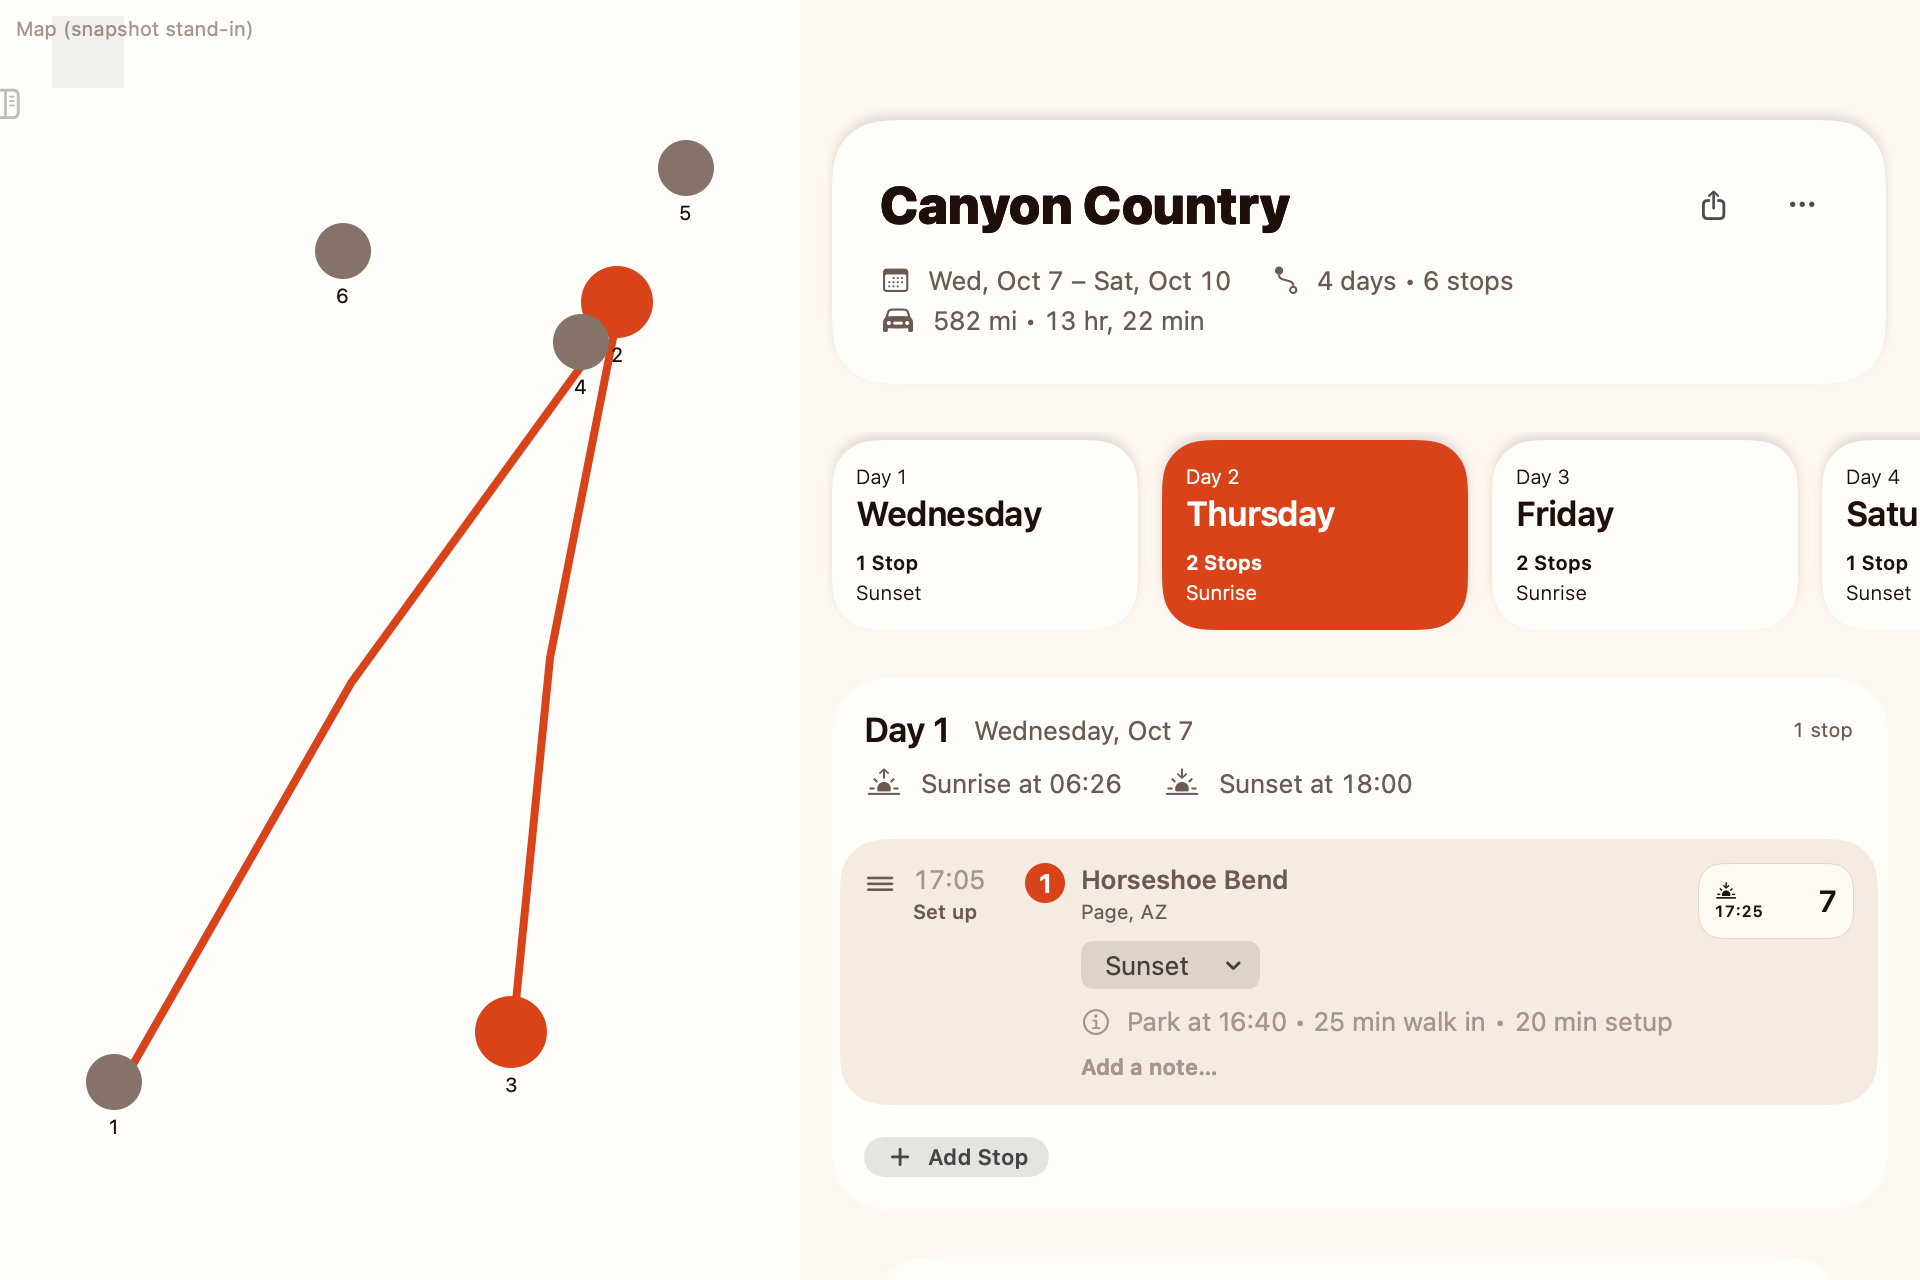 Map (snapshot stand-in)
5
6
2
4
3
1
Canyon Country
Wed, Oct 7 – Sat, Oct 10
4 days • 6 stops
582 mi • 13 hr, 22 min
Day 1
Wednesday
1 Stop
Sunset
Day 2
Thursday
2 Stops
Sunrise
Day 3
Friday
2 Stops
Sunrise
Day 4
Satu
1 Stop
Sunset
Day 1 Wednesday, Oct 7
1 stop
Sunrise at 06:26
Sunset at 18:00
17:05
Set up
1
Horseshoe Bend
Page, AZ
17:25
7
Sunset
Park at 16:40 • 25 min walk in • 20 min setup
Add a note...
+ Add Stop